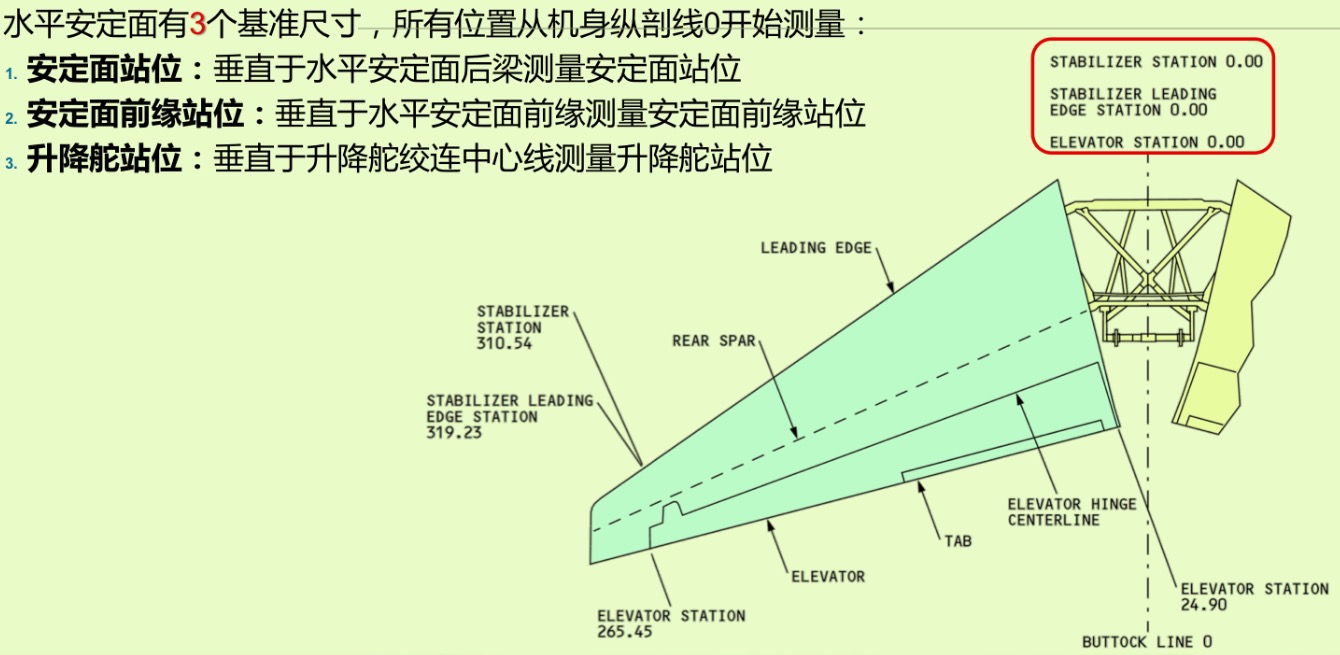 水平安定面有3个基准尺寸，所有位置从机身纵剖线0开始测量：
1. 安定面站位：垂直于水平安定面后梁测量安定面站位
2. 安定面前缘站位：垂直于水平安定面前缘测量安定面前缘站位
3. 升降舵站位：垂直于升降舵绞连中心线测量升降舵站位
STABILIZER STATION 0.00
STABILIZER LEADING
EDGE STATION 0.00
ELEVATOR STATION 0.00
LEADING EDGE
STABILIZER
STATION
310.54
REAR SPAR
STABILIZER LEADING
EDGE STATION
319.23
ELEVATOR HINGE
CENTERLINE
TAB
ELEVATOR
ELEVATOR STATION
24.90
ELEVATOR STATION
265.45
BUTTOCK LINE 0